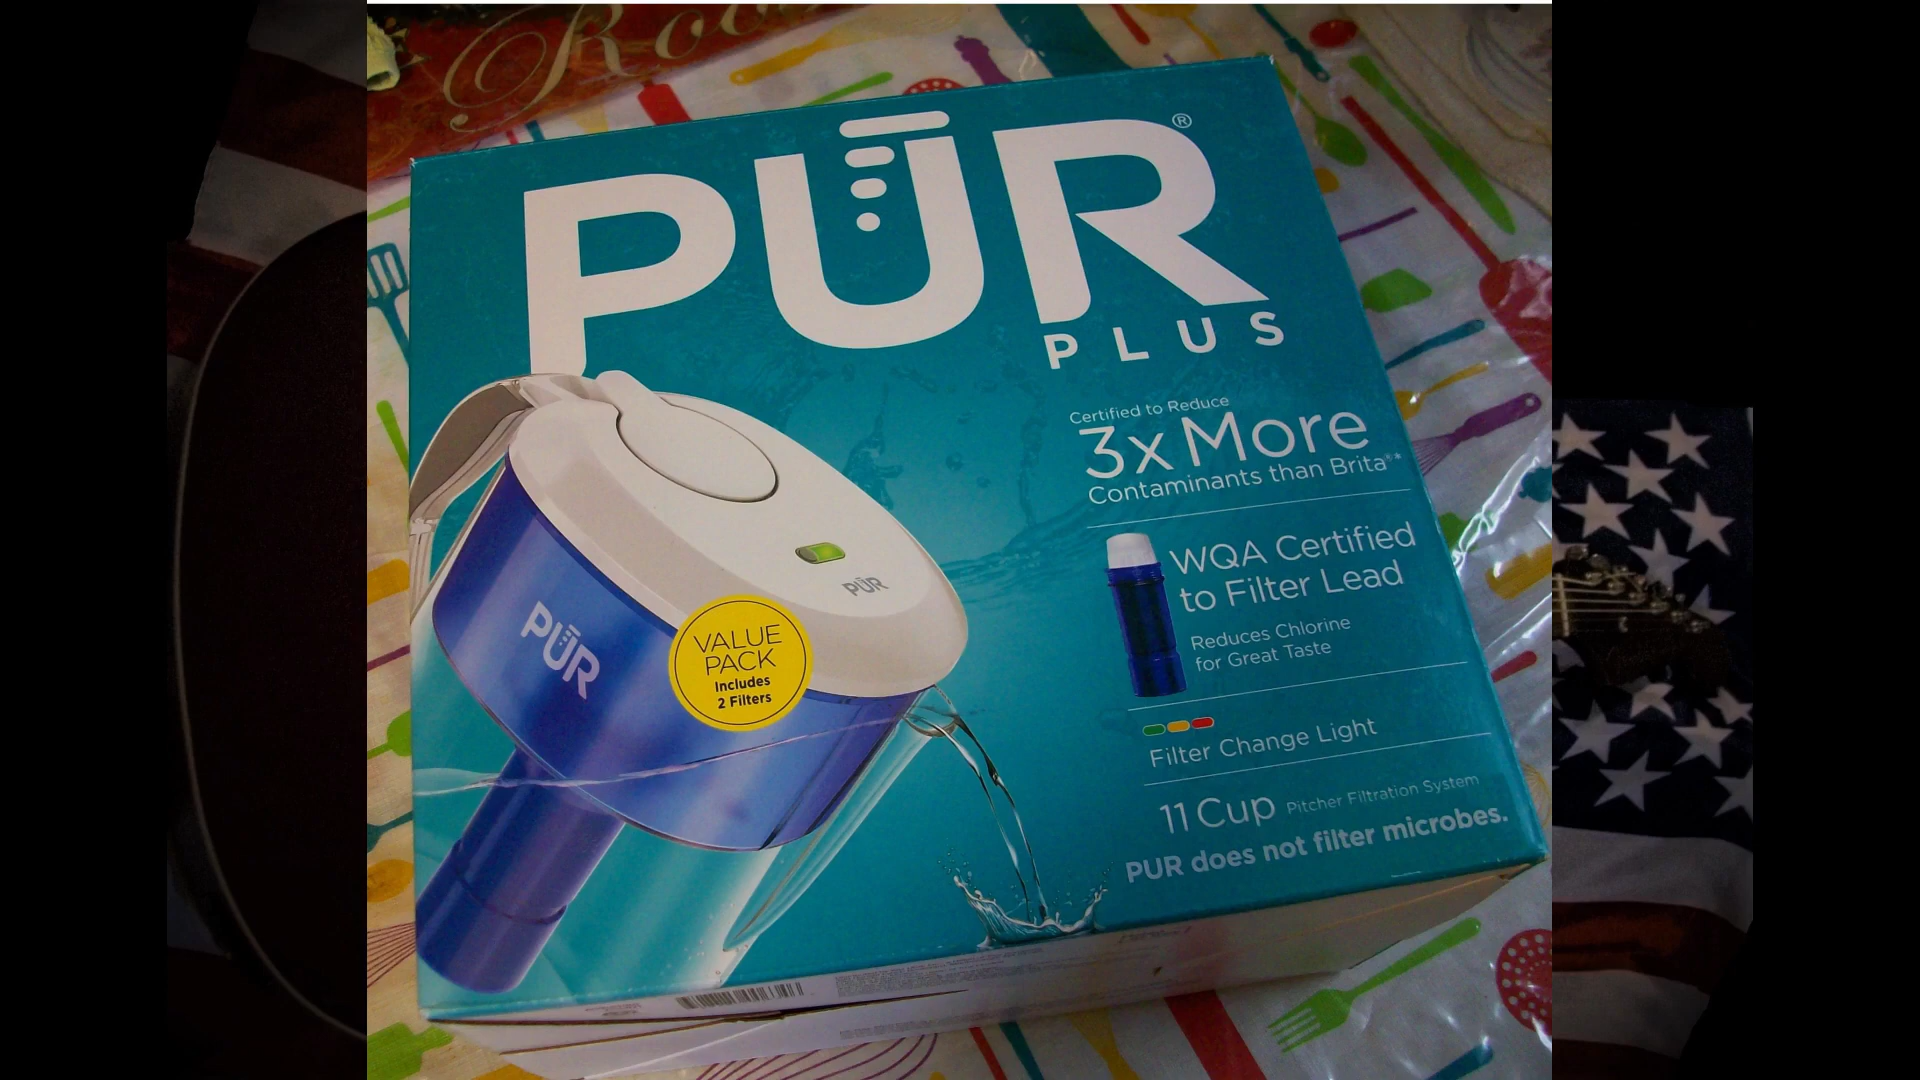 PŪR®
PLUS
Certified to Reduce
3x More
Contaminants than Brita®*
WQA Certified
to Filter Lead
Reduces Chlorine
for Great Taste
Filter Change Light
11 Cup Pitcher Filtration System
PUR does not filter microbes.
PŪR
PŪR
VALUE
PACK
Includes
2 Filters